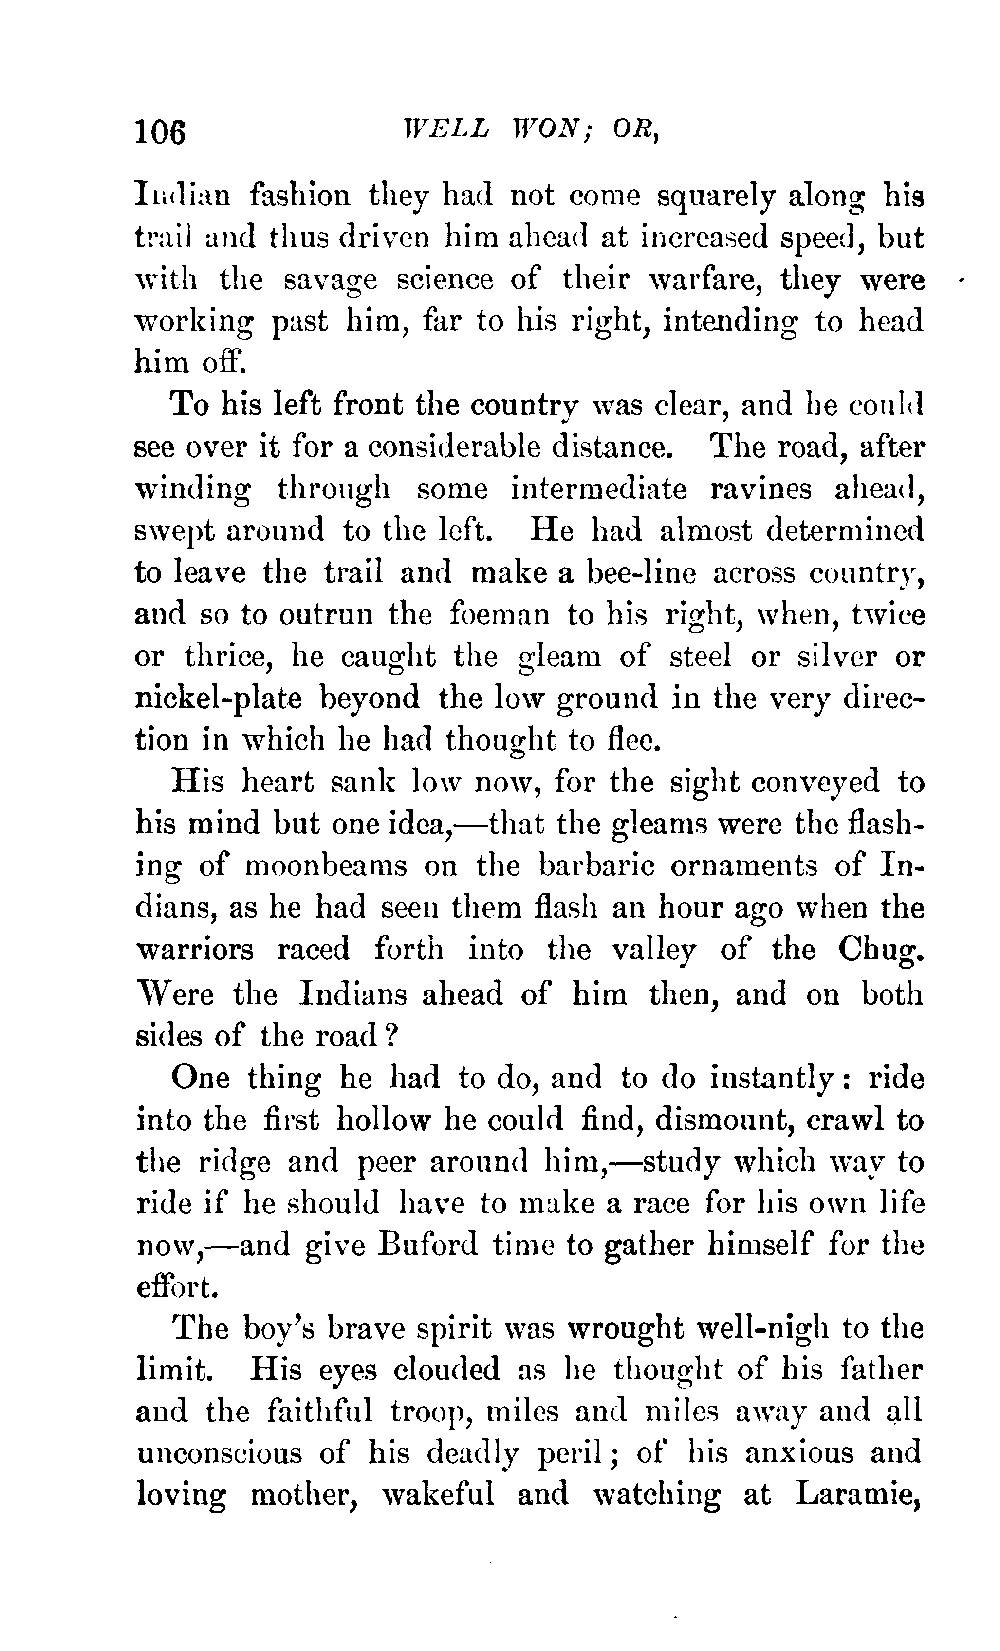 106 WELL WON; OR,
Indian fashion they had not come squarely along his
trail and thus driven him ahead at increased speed, but
with the savage science of their warfare, they were
working past him, far to his right, intending to head
him off.
To his left front the country was clear, and he could
see over it for a considerable distance. The road, after
winding through some intermediate ravines ahead,
swept around to the left. He had almost determined
to leave the trail and make a bee-line across country,
and so to outrun the foeman to his right, when, twice
or thrice, he caught the gleam of steel or silver or
nickel-plate beyond the low ground in the very direc-
tion in which he had thought to flee.
His heart sank low now, for the sight conveyed to
his mind but one idea,—that the gleams were the flash-
ing of moonbeams on the barbaric ornaments of In-
dians, as he had seen them flash an hour ago when the
warriors raced forth into the valley of the Chug.
Were the Indians ahead of him then, and on both
sides of the road?
One thing he had to do, and to do instantly: ride
into the first hollow he could find, dismount, crawl to
the ridge and peer around him,—study which way to
ride if he should have to make a race for his own life
now,—and give Buford time to gather himself for the
effort.
The boy's brave spirit was wrought well-nigh to the
limit. His eyes clouded as he thought of his father
and the faithful troop, miles and miles away and all
unconscious of his deadly peril; of his anxious and
loving mother, wakeful and watching at Laramie,